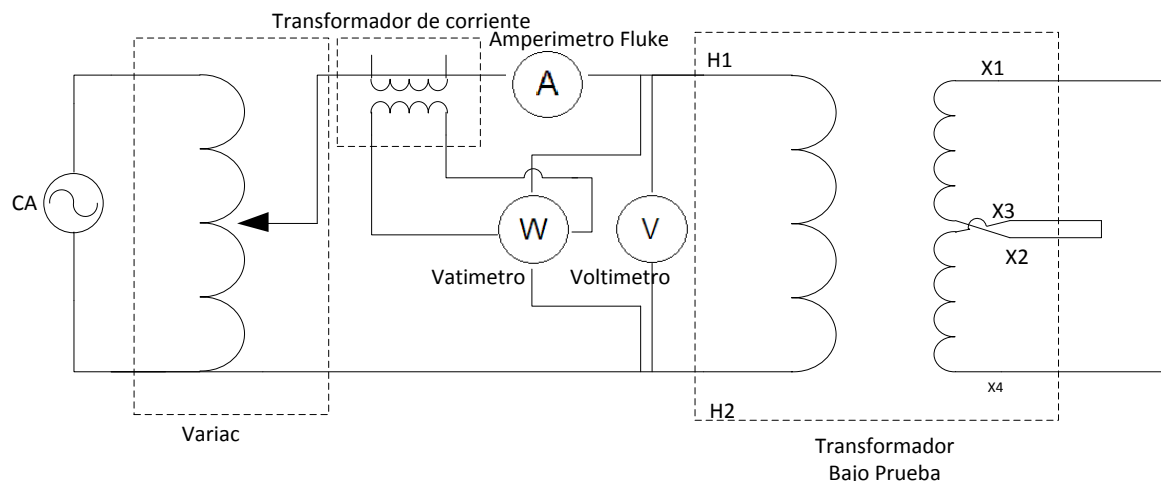 Transformador de corriente
Amperimetro Fluke
A
H1
X1
CA
W
V
X3
X2
Vatimetro
Voltimetro
X4
H2
Variac
Transformador
Bajo Prueba